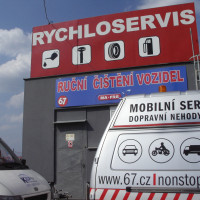 RYCHLOSERVIS
RUČNÍ ČIŠTĚNÍ VOZIDEL
67
MOBILNÍ SER
DOPRAVNÍ NEHODY
www.67.cz nonstop